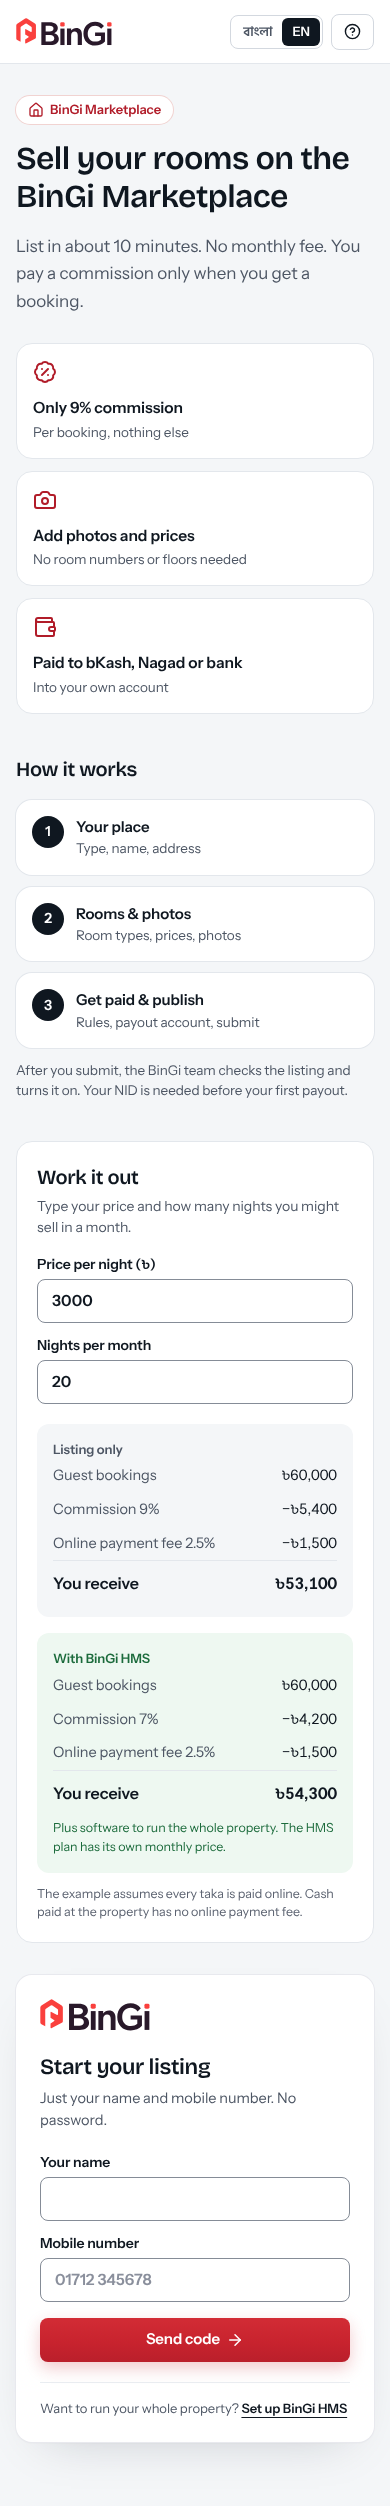 BinGi
বাংলা
EN
BinGi Marketplace
Sell your rooms on the
BinGi Marketplace
List in about 10 minutes. No monthly fee. You
pay a commission only when you get a
booking.
Only 9% commission
Per booking, nothing else
Add photos and prices
No room numbers or floors needed
Paid to bKash, Nagad or bank
Into your own account
How it works
1
Your place
Type, name, address
2
Rooms & photos
Room types, prices, photos
3
Get paid & publish
Rules, payout account, submit
After you submit, the BinGi team checks the listing and
turns it on. Your NID is needed before your first payout.
Work it out
Type your price and how many nights you might
sell in a month.
Price per night (৳)
3000
Nights per month
20
Listing only
Guest bookings ৳60,000
Commission 9% −৳5,400
Online payment fee 2.5% −৳1,500
You receive ৳53,100
With BinGi HMS
Guest bookings ৳60,000
Commission 7% −৳4,200
Online payment fee 2.5% −৳1,500
You receive ৳54,300
Plus software to run the whole property. The HMS
plan has its own monthly price.
The example assumes every taka is paid online. Cash
paid at the property has no online payment fee.
BinGi
Start your listing
Just your name and mobile number. No
password.
Your name
Mobile number
01712 345678
Send code →
Want to run your whole property? Set up BinGi HMS